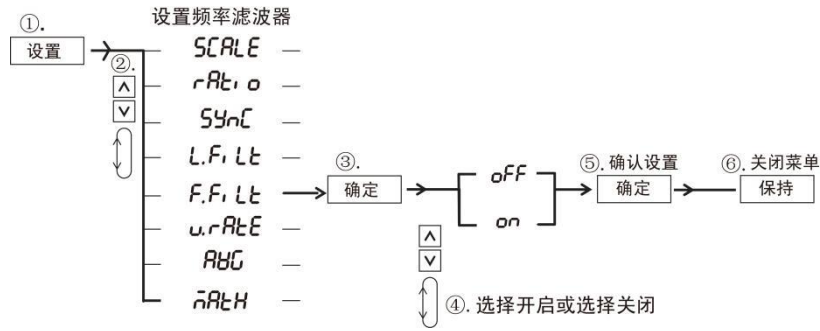 设置频率滤波器
①.
设置
②.
SCALE
rAtio
SYnC
L.FiLt
F.FiLt
u.rAtE
AVG
MAtH
③.
确定
oFF
on
④. 选择开启或选择关闭
⑤. 确认设置
确定
⑥. 关闭菜单
保持